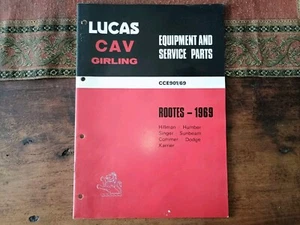 LUCAS
CAV
GIRLING
EQUIPMENT AND
SERVICE PARTS
CCE901/69
ROOTES - 1969
Hillman Humber
Singer Sunbeam
Commer Dodge
Karrier